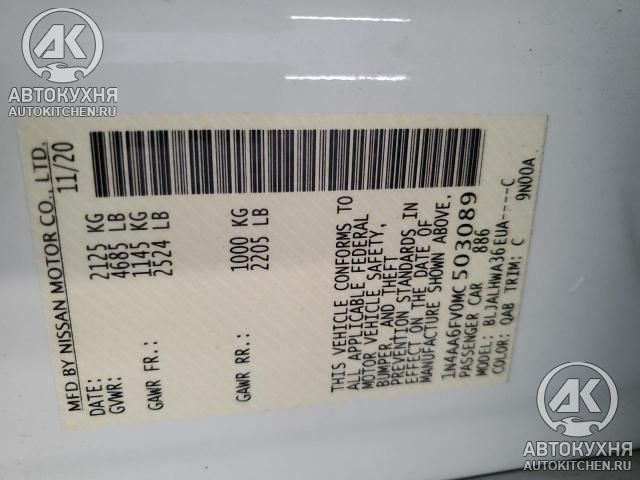 AK
АВТОКУХНЯ
AUTOKITCHEN.RU
MFD BY NISSAN MOTOR CO., LTD.
DATE: 11/20
GVWR: 2125 KG
4685 LB
GAWR FR.: 1145 KG
2524 LB
GAWR RR.: 1000 KG
2205 LB
THIS VEHICLE CONFORMS TO
ALL APPLICABLE FEDERAL
MOTOR VEHICLE SAFETY,
BUMPER, AND THEFT
PREVENTION STANDARDS IN
EFFECT ON THE DATE OF
MANUFACTURE SHOWN ABOVE.
1N4AA6FV0MC503089
PASSENGER CAR 886
MODEL: BLJALHWA36EUA----C
COLOR: QAB TRIM: C 9N00A
AK
АВТОКУХНЯ
AUTOKITCHEN.RU